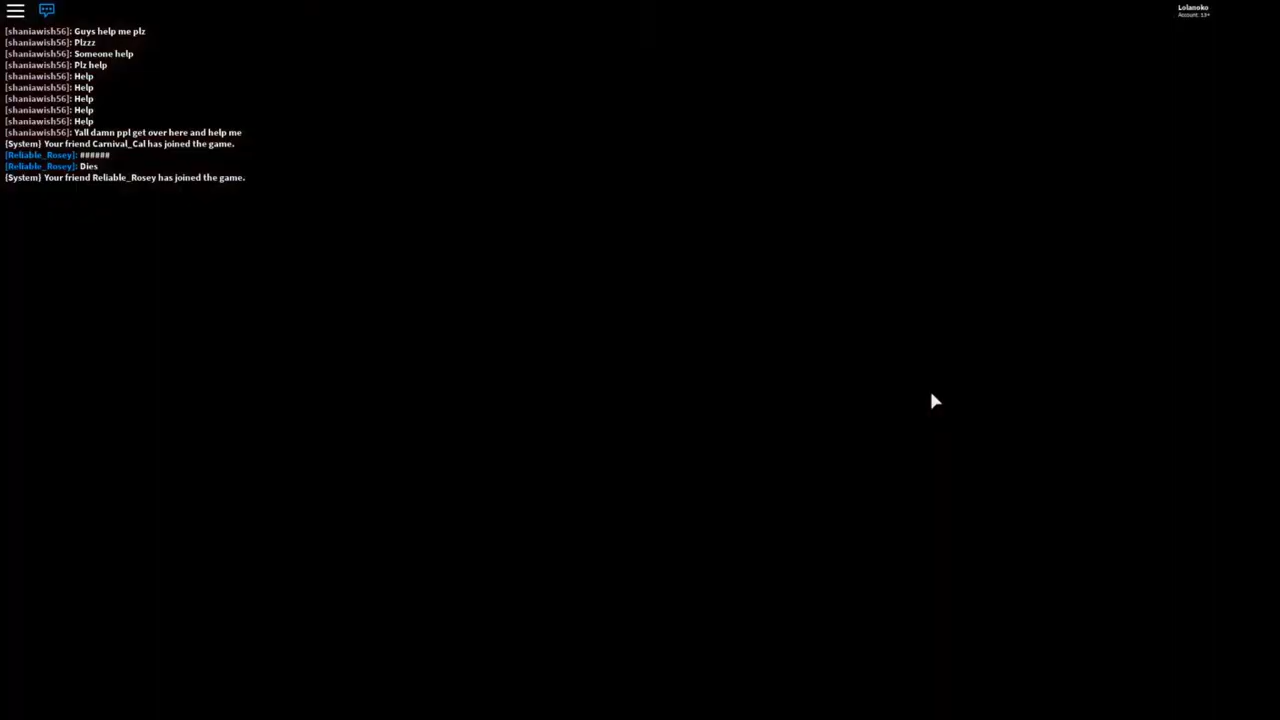 Lolanoko
Account: 13+
[shaniawish56]: Guys help me plz
[shaniawish56]: Plzzz
[shaniawish56]: Someone help
[shaniawish56]: Plz help
[shaniawish56]: Help
[shaniawish56]: Help
[shaniawish56]: Help
[shaniawish56]: Help
[shaniawish56]: Help
[shaniawish56]: Yall damn ppl get over here and help me
{System} Your friend Carnival_Cal has joined the game.
[Reliable_Rosey]: ######
[Reliable_Rosey]: Dies
{System} Your friend Reliable_Rosey has joined the game.